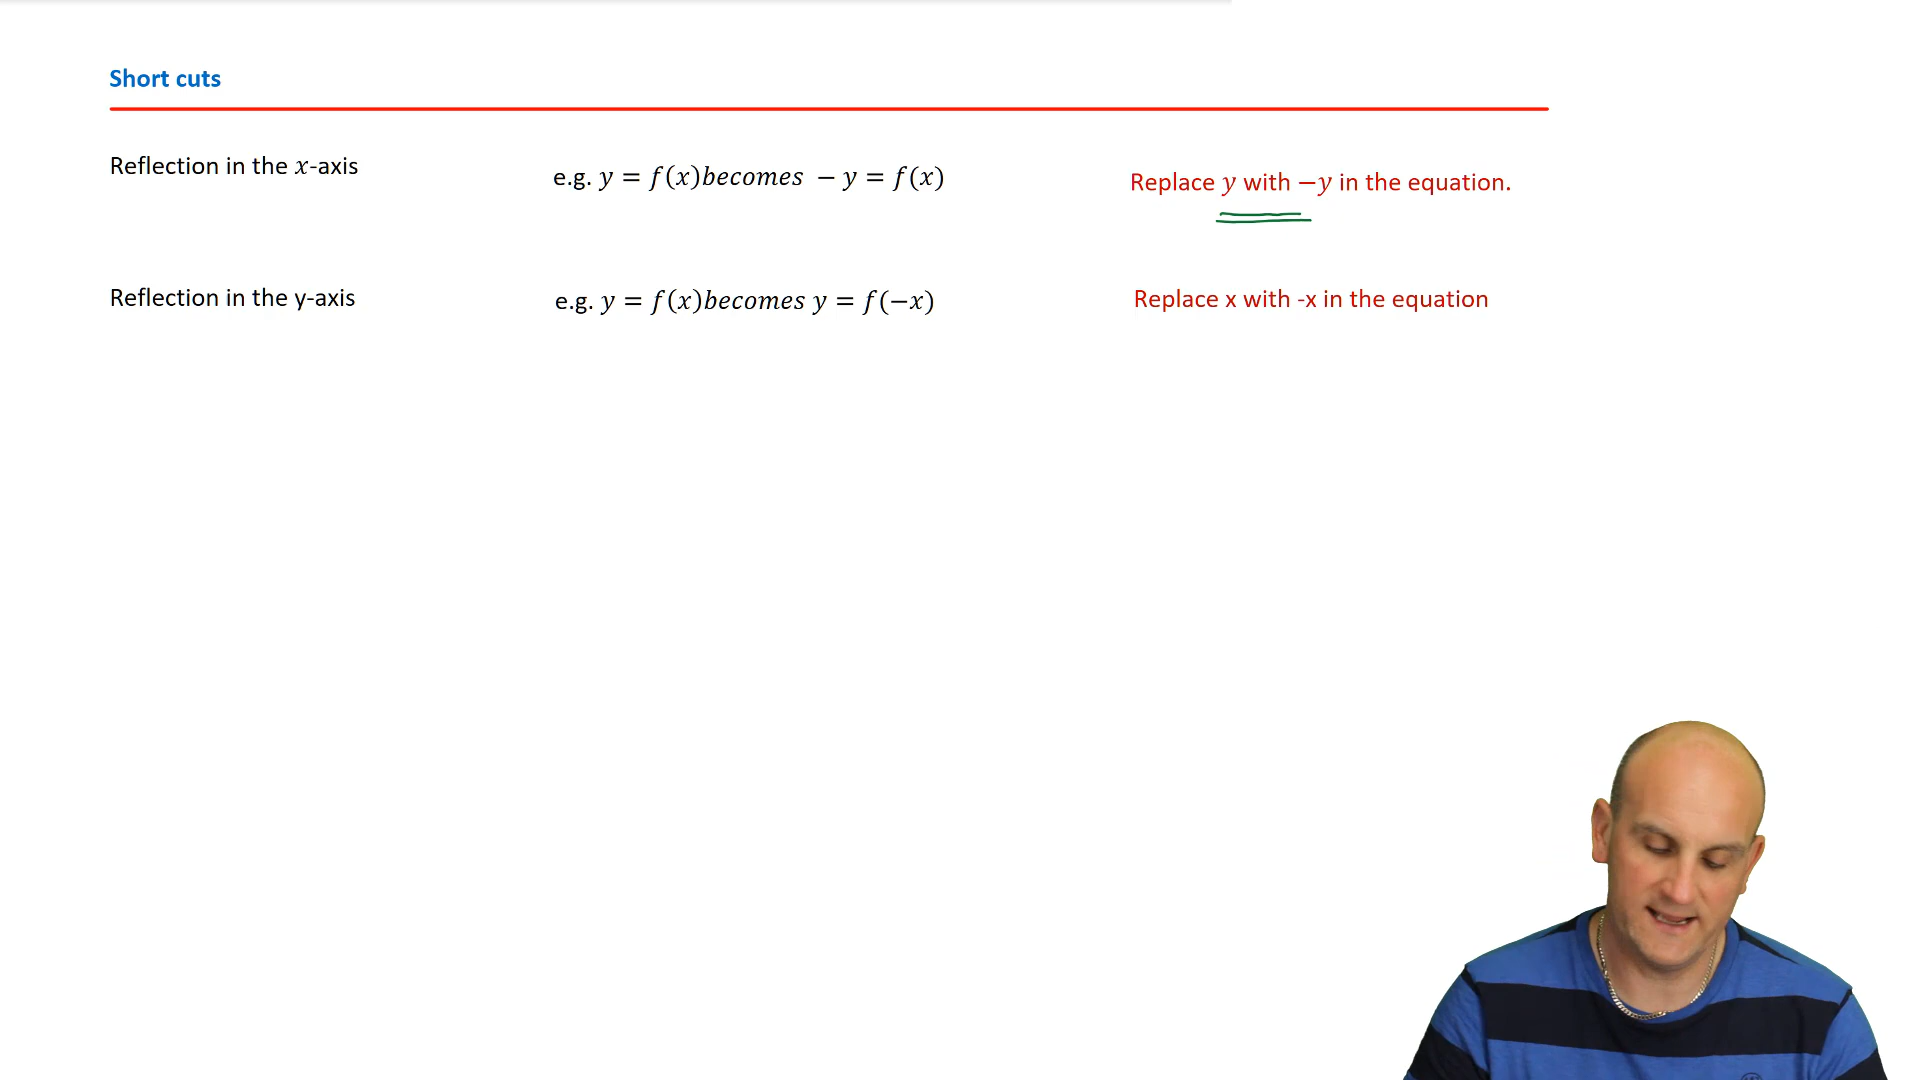 Short cuts
Reflection in the x-axis
e.g. y = f(x)becomes − y = f(x)
Replace y with −y in the equation.
Reflection in the y-axis
e.g. y = f(x)becomes y = f(−x)
Replace x with -x in the equation